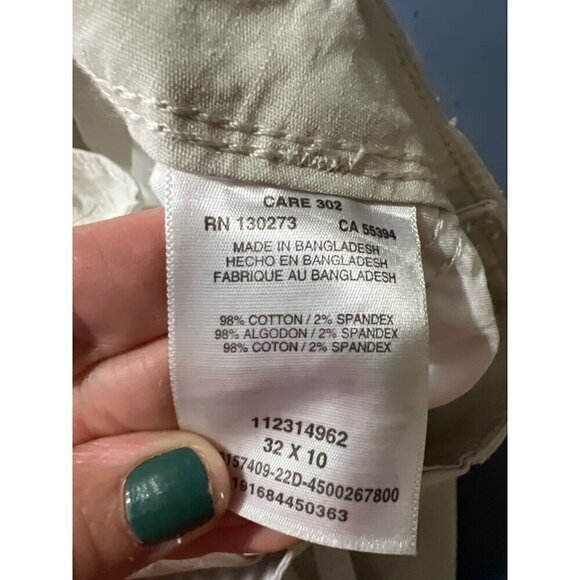 CARE 302
RN 130273 CA 55394
MADE IN BANGLADESH
HECHO EN BANGLADESH
FABRIQUE AU BANGLADESH
98% COTTON / 2% SPANDEX
98% ALGODON / 2% SPANDEX
98% COTON / 2% SPANDEX
112314962
32 X 10
157409-22D-4500267800
191684450363